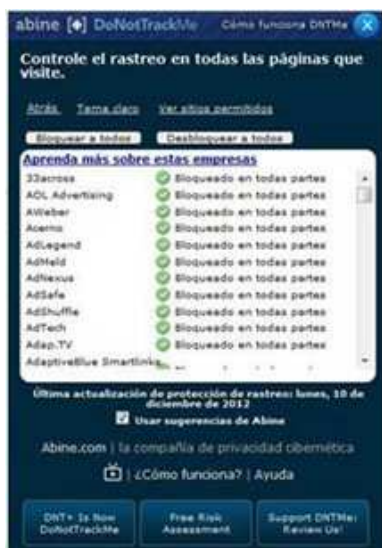 abine [+] DoNotTrackMe Cómo funciona DNTMe X
Controle el rastreo en todas las páginas que
visite.
Atrás Tema claro Ver sitios permitidos
Bloquear a todos Desbloquear a todos
Aprenda más sobre estas empresas
33across Bloqueado en todas partes
AOL Advertising Bloqueado en todas partes
AWeber Bloqueado en todas partes
Acerno Bloqueado en todas partes
AdLegend Bloqueado en todas partes
AdMeld Bloqueado en todas partes
AdNexus Bloqueado en todas partes
AdSafe Bloqueado en todas partes
AdShuffle Bloqueado en todas partes
AdTech Bloqueado en todas partes
Adap.TV Bloqueado en todas partes
AdaptiveBlue Smartlinks
Última actualización de protección de rastreo: lunes, 10 de
diciembre de 2012
Usar sugerencias de Abine
Abine.com | la compañía de privacidad cibernética
| ¿Cómo funciona? | Ayuda
DNT+ Is Now
DoNotTrackMe
Free Risk
Assessment
Support DNTMe:
Review Us!